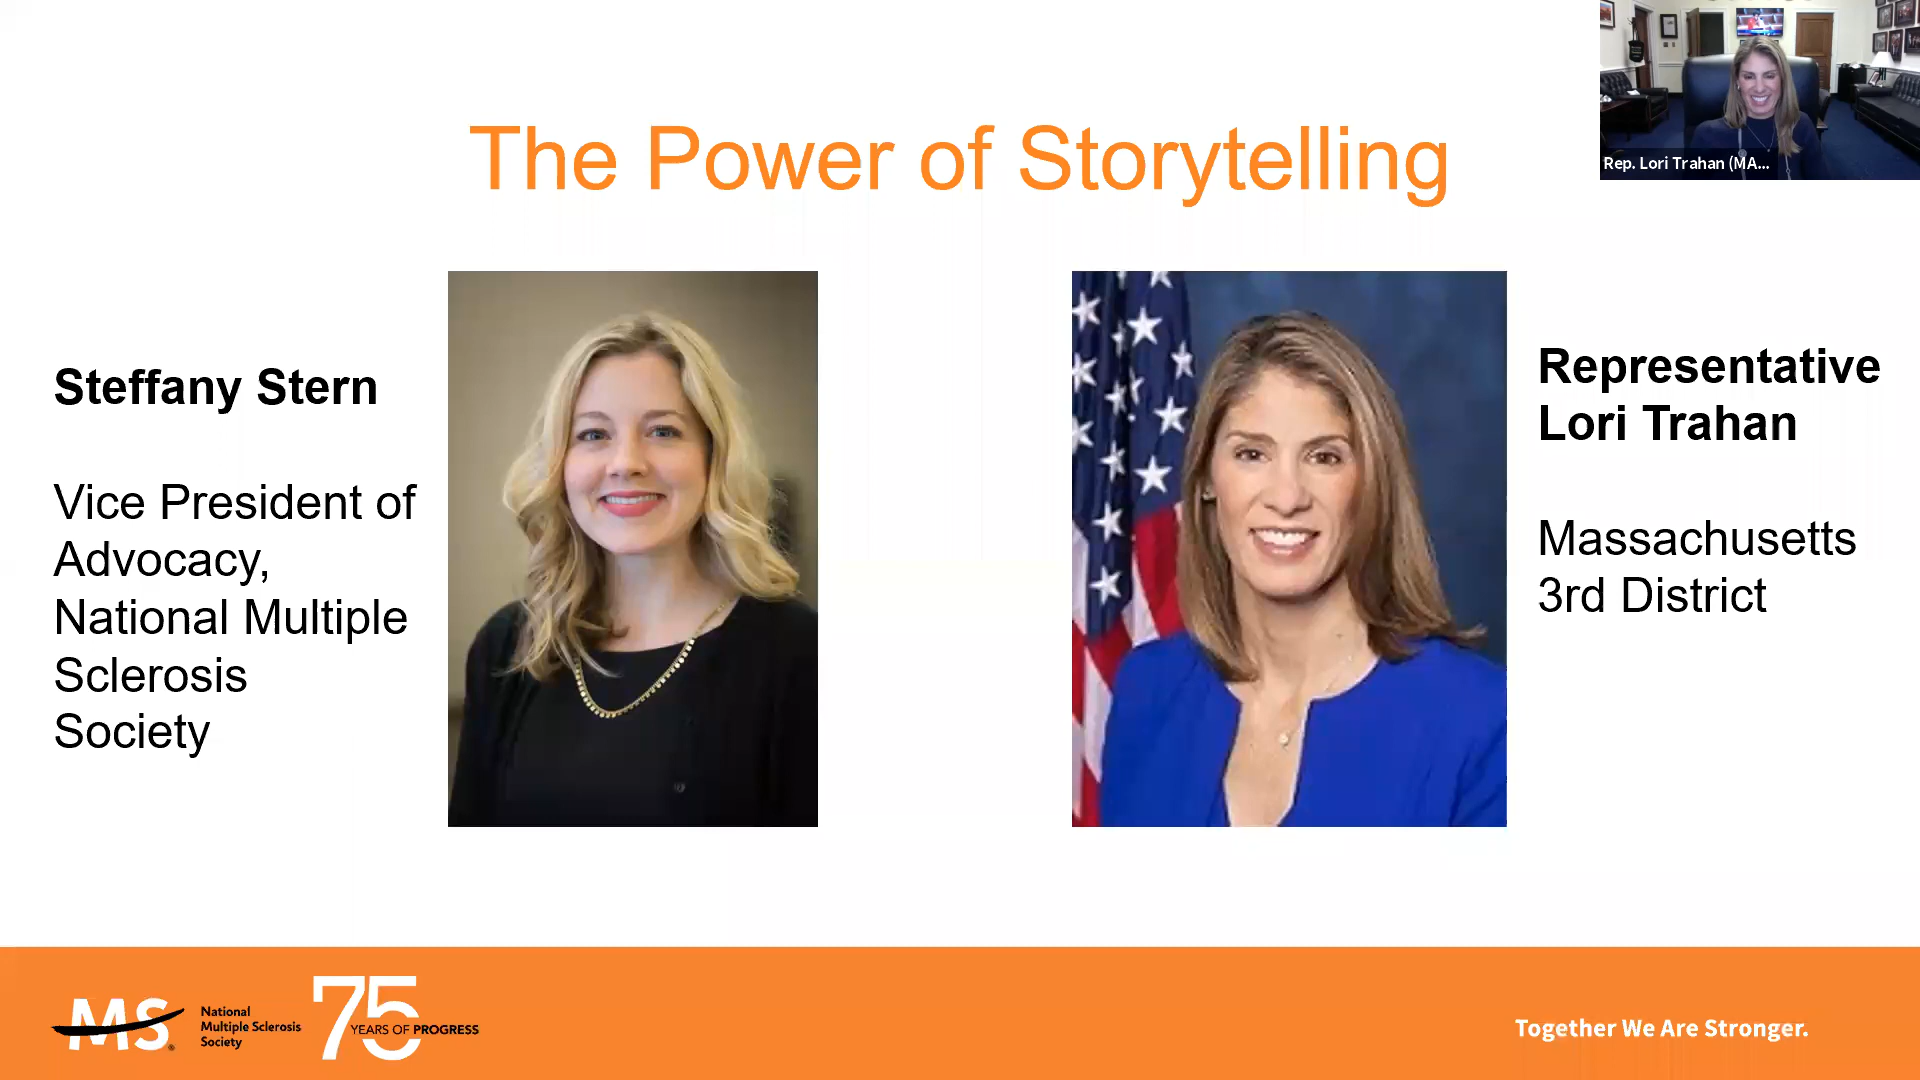 The Power of Storytelling
Rep. Lori Trahan (MA...
Steffany Stern
Vice President of
Advocacy,
National Multiple
Sclerosis
Society
Representative
Lori Trahan
Massachusetts
3rd District
MS®
National
Multiple Sclerosis
Society
75
YEARS OF PROGRESS
Together We Are Stronger.